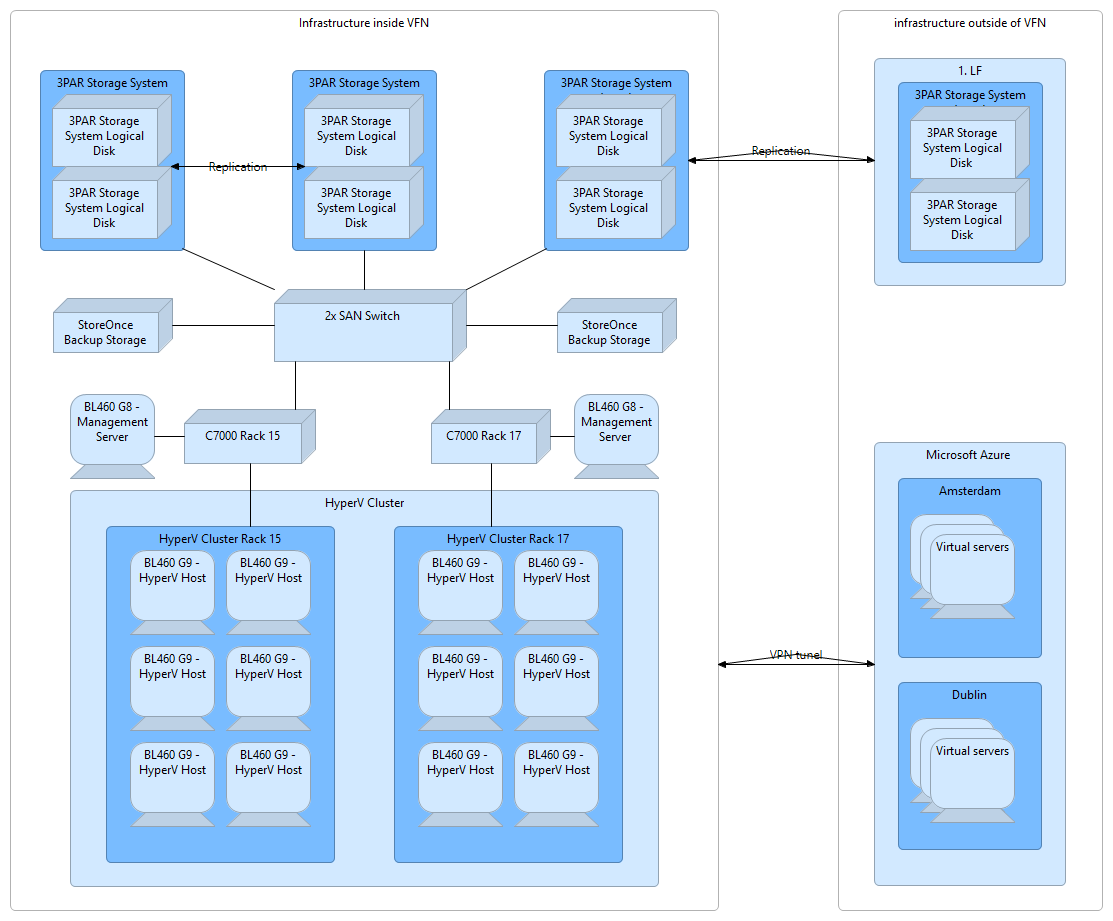 Infrastructure inside VFN
3PAR Storage System
3PAR Storage
System Logical
Disk
3PAR Storage
System Logical
Disk
Replication
3PAR Storage System
3PAR Storage
System Logical
Disk
3PAR Storage
System Logical
Disk
3PAR Storage System
3PAR Storage
System Logical
Disk
3PAR Storage
System Logical
Disk
StoreOnce
Backup Storage
2x SAN Switch
StoreOnce
Backup Storage
BL460 G8 -
Management
Server
C7000 Rack 15
C7000 Rack 17
BL460 G8 -
Management
Server
HyperV Cluster
HyperV Cluster Rack 15
BL460 G9 -
HyperV Host
BL460 G9 -
HyperV Host
BL460 G9 -
HyperV Host
BL460 G9 -
HyperV Host
BL460 G9 -
HyperV Host
BL460 G9 -
HyperV Host
HyperV Cluster Rack 17
BL460 G9 -
HyperV Host
BL460 G9 -
HyperV Host
BL460 G9 -
HyperV Host
BL460 G9 -
HyperV Host
BL460 G9 -
HyperV Host
BL460 G9 -
HyperV Host
Replication
VPN tunel
infrastructure outside of VFN
1. LF
3PAR Storage System
3PAR Storage
System Logical
Disk
3PAR Storage
System Logical
Disk
Microsoft Azure
Amsterdam
Virtual servers
Dublin
Virtual servers